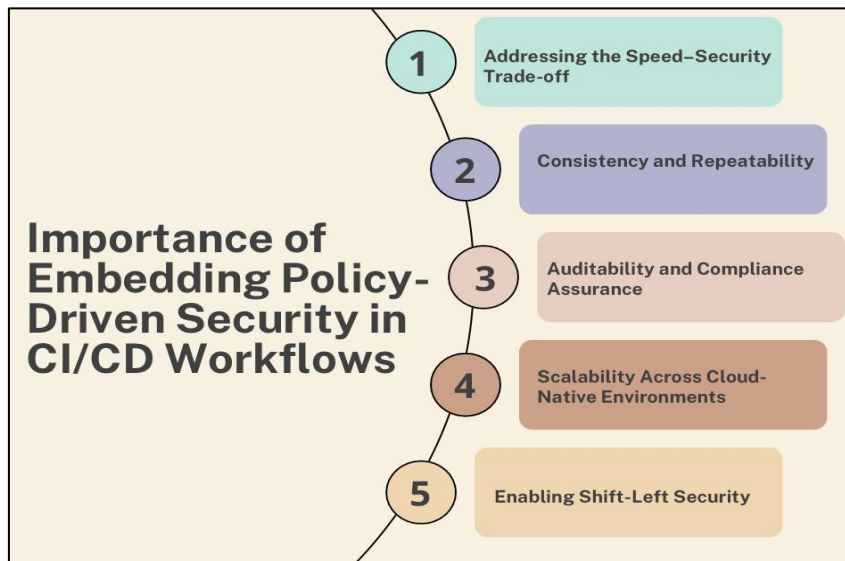 Importance of
Embedding Policy-
Driven Security in
CI/CD Workflows
1
Addressing the Speed–Security
Trade-off
2
Consistency and Repeatability
3
Auditability and Compliance
Assurance
4
Scalability Across Cloud-
Native Environments
5
Enabling Shift-Left Security